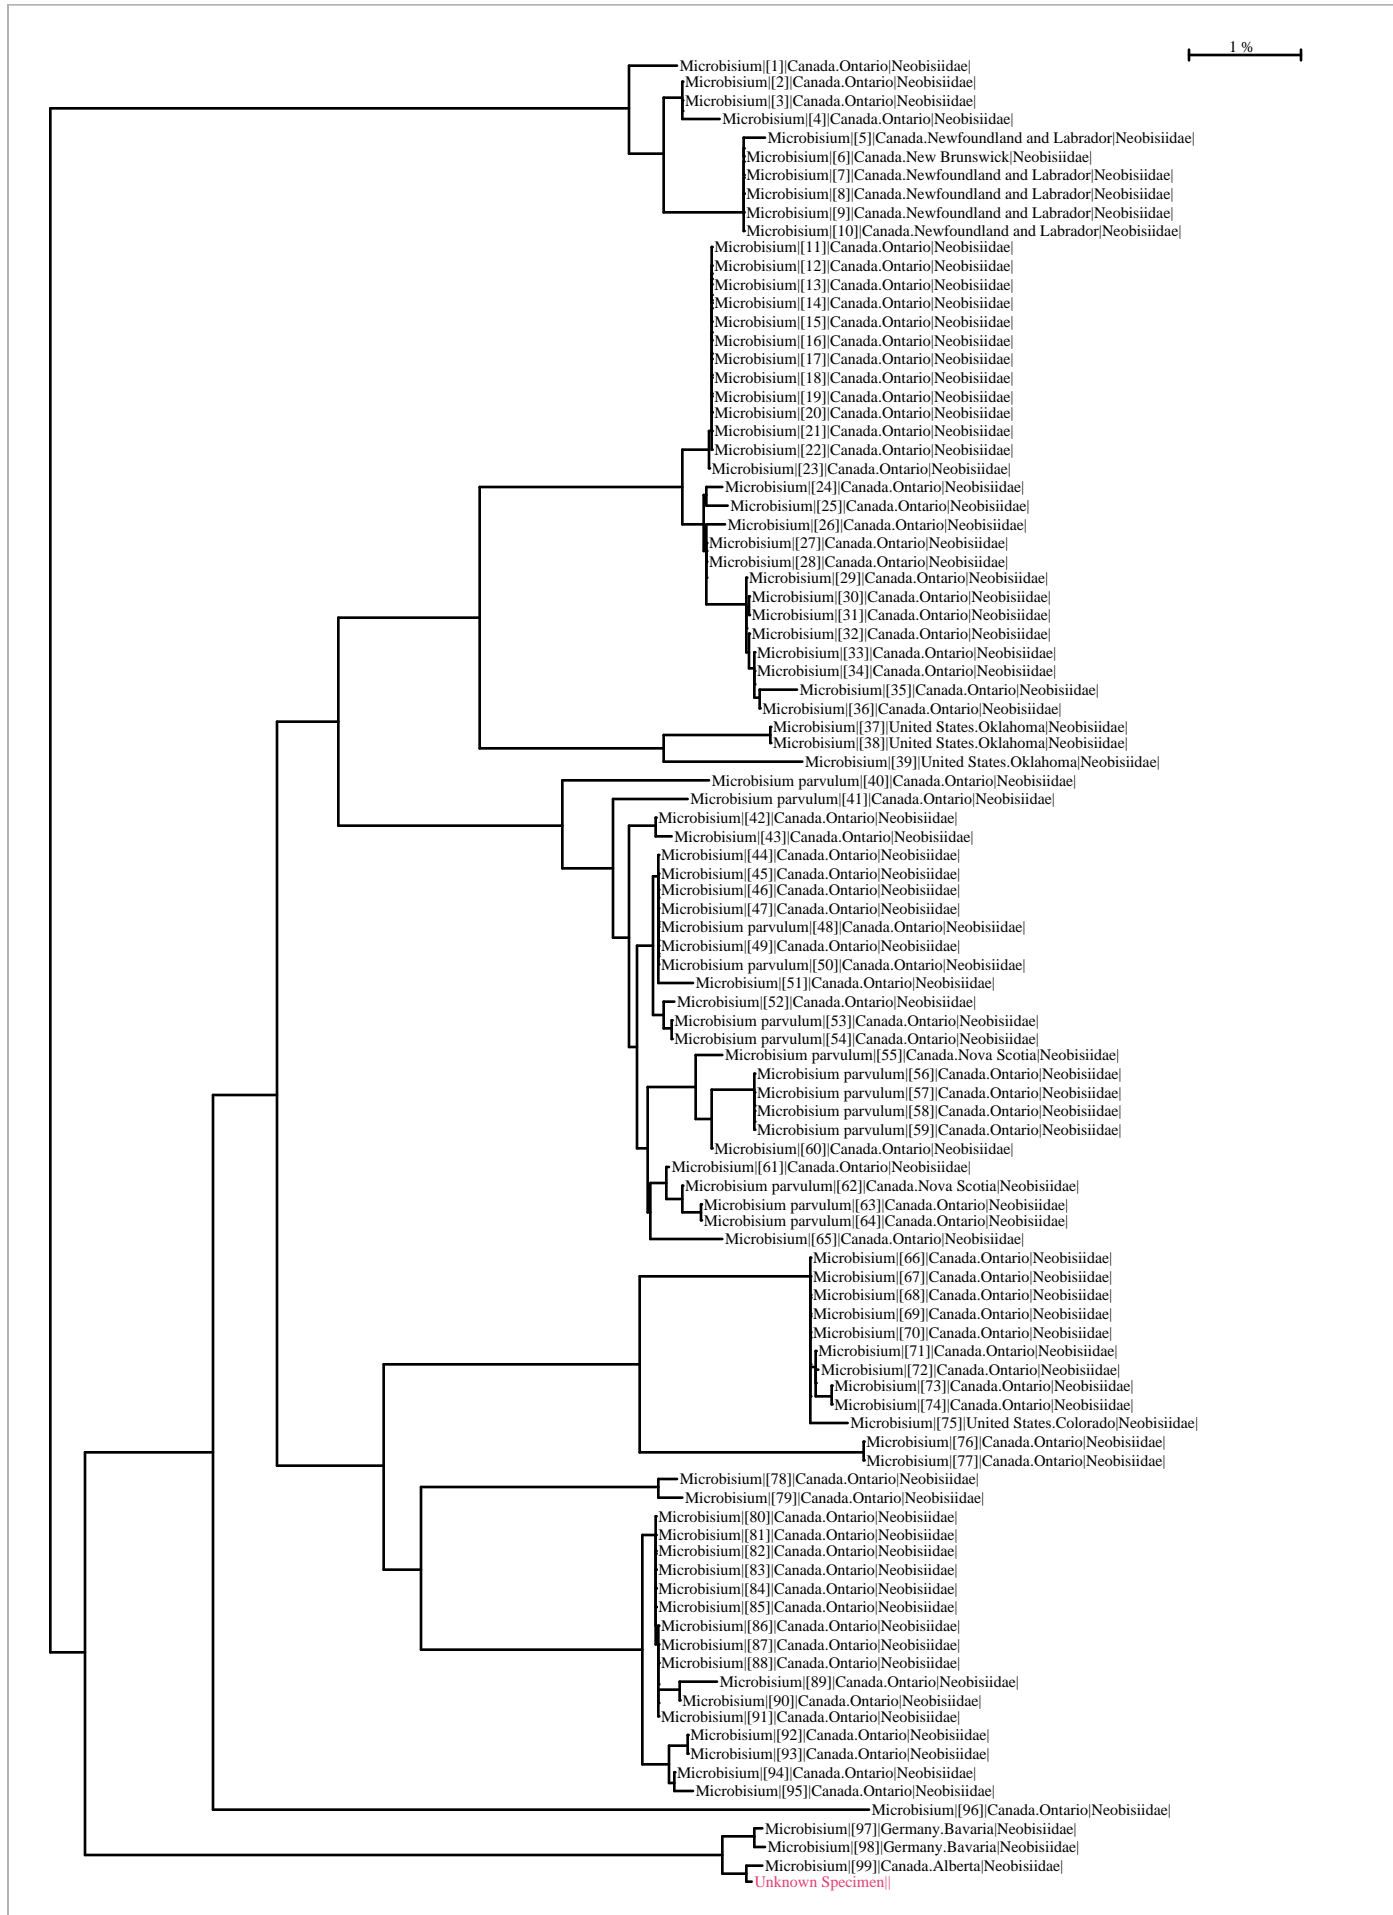 1 %
Microbisium|[1]|Canada.Ontario|Neobisiidae|
Microbisium|[2]|Canada.Ontario|Neobisiidae|
Microbisium|[3]|Canada.Ontario|Neobisiidae|
Microbisium|[4]|Canada.Ontario|Neobisiidae|
Microbisium|[5]|Canada.Newfoundland and Labrador|Neobisiidae|
Microbisium|[6]|Canada.New Brunswick|Neobisiidae|
Microbisium|[7]|Canada.Newfoundland and Labrador|Neobisiidae|
Microbisium|[8]|Canada.Newfoundland and Labrador|Neobisiidae|
Microbisium|[9]|Canada.Newfoundland and Labrador|Neobisiidae|
Microbisium|[10]|Canada.Newfoundland and Labrador|Neobisiidae|
Microbisium|[11]|Canada.Ontario|Neobisiidae|
Microbisium|[12]|Canada.Ontario|Neobisiidae|
Microbisium|[13]|Canada.Ontario|Neobisiidae|
Microbisium|[14]|Canada.Ontario|Neobisiidae|
Microbisium|[15]|Canada.Ontario|Neobisiidae|
Microbisium|[16]|Canada.Ontario|Neobisiidae|
Microbisium|[17]|Canada.Ontario|Neobisiidae|
Microbisium|[18]|Canada.Ontario|Neobisiidae|
Microbisium|[19]|Canada.Ontario|Neobisiidae|
Microbisium|[20]|Canada.Ontario|Neobisiidae|
Microbisium|[21]|Canada.Ontario|Neobisiidae|
Microbisium|[22]|Canada.Ontario|Neobisiidae|
Microbisium|[23]|Canada.Ontario|Neobisiidae|
Microbisium|[24]|Canada.Ontario|Neobisiidae|
Microbisium|[25]|Canada.Ontario|Neobisiidae|
Microbisium|[26]|Canada.Ontario|Neobisiidae|
Microbisium|[27]|Canada.Ontario|Neobisiidae|
Microbisium|[28]|Canada.Ontario|Neobisiidae|
Microbisium|[29]|Canada.Ontario|Neobisiidae|
Microbisium|[30]|Canada.Ontario|Neobisiidae|
Microbisium|[31]|Canada.Ontario|Neobisiidae|
Microbisium|[32]|Canada.Ontario|Neobisiidae|
Microbisium|[33]|Canada.Ontario|Neobisiidae|
Microbisium|[34]|Canada.Ontario|Neobisiidae|
Microbisium|[35]|Canada.Ontario|Neobisiidae|
Microbisium|[36]|Canada.Ontario|Neobisiidae|
Microbisium|[37]|United States.Oklahoma|Neobisiidae|
Microbisium|[38]|United States.Oklahoma|Neobisiidae|
Microbisium|[39]|United States.Oklahoma|Neobisiidae|
Microbisium parvulum|[40]|Canada.Ontario|Neobisiidae|
Microbisium parvulum|[41]|Canada.Ontario|Neobisiidae|
Microbisium|[42]|Canada.Ontario|Neobisiidae|
Microbisium|[43]|Canada.Ontario|Neobisiidae|
Microbisium|[44]|Canada.Ontario|Neobisiidae|
Microbisium|[45]|Canada.Ontario|Neobisiidae|
Microbisium|[46]|Canada.Ontario|Neobisiidae|
Microbisium|[47]|Canada.Ontario|Neobisiidae|
Microbisium parvulum|[48]|Canada.Ontario|Neobisiidae|
Microbisium|[49]|Canada.Ontario|Neobisiidae|
Microbisium parvulum|[50]|Canada.Ontario|Neobisiidae|
Microbisium|[51]|Canada.Ontario|Neobisiidae|
Microbisium|[52]|Canada.Ontario|Neobisiidae|
Microbisium parvulum|[53]|Canada.Ontario|Neobisiidae|
Microbisium parvulum|[54]|Canada.Ontario|Neobisiidae|
Microbisium parvulum|[55]|Canada.Nova Scotia|Neobisiidae|
Microbisium parvulum|[56]|Canada.Ontario|Neobisiidae|
Microbisium parvulum|[57]|Canada.Ontario|Neobisiidae|
Microbisium parvulum|[58]|Canada.Ontario|Neobisiidae|
Microbisium parvulum|[59]|Canada.Ontario|Neobisiidae|
Microbisium|[60]|Canada.Ontario|Neobisiidae|
Microbisium|[61]|Canada.Ontario|Neobisiidae|
Microbisium parvulum|[62]|Canada.Nova Scotia|Neobisiidae|
Microbisium parvulum|[63]|Canada.Ontario|Neobisiidae|
Microbisium parvulum|[64]|Canada.Ontario|Neobisiidae|
Microbisium|[65]|Canada.Ontario|Neobisiidae|
Microbisium|[66]|Canada.Ontario|Neobisiidae|
Microbisium|[67]|Canada.Ontario|Neobisiidae|
Microbisium|[68]|Canada.Ontario|Neobisiidae|
Microbisium|[69]|Canada.Ontario|Neobisiidae|
Microbisium|[70]|Canada.Ontario|Neobisiidae|
Microbisium|[71]|Canada.Ontario|Neobisiidae|
Microbisium|[72]|Canada.Ontario|Neobisiidae|
Microbisium|[73]|Canada.Ontario|Neobisiidae|
Microbisium|[74]|Canada.Ontario|Neobisiidae|
Microbisium|[75]|United States.Colorado|Neobisiidae|
Microbisium|[76]|Canada.Ontario|Neobisiidae|
Microbisium|[77]|Canada.Ontario|Neobisiidae|
Microbisium|[78]|Canada.Ontario|Neobisiidae|
Microbisium|[79]|Canada.Ontario|Neobisiidae|
Microbisium|[80]|Canada.Ontario|Neobisiidae|
Microbisium|[81]|Canada.Ontario|Neobisiidae|
Microbisium|[82]|Canada.Ontario|Neobisiidae|
Microbisium|[83]|Canada.Ontario|Neobisiidae|
Microbisium|[84]|Canada.Ontario|Neobisiidae|
Microbisium|[85]|Canada.Ontario|Neobisiidae|
Microbisium|[86]|Canada.Ontario|Neobisiidae|
Microbisium|[87]|Canada.Ontario|Neobisiidae|
Microbisium|[88]|Canada.Ontario|Neobisiidae|
Microbisium|[89]|Canada.Ontario|Neobisiidae|
Microbisium|[90]|Canada.Ontario|Neobisiidae|
Microbisium|[91]|Canada.Ontario|Neobisiidae|
Microbisium|[92]|Canada.Ontario|Neobisiidae|
Microbisium|[93]|Canada.Ontario|Neobisiidae|
Microbisium|[94]|Canada.Ontario|Neobisiidae|
Microbisium|[95]|Canada.Ontario|Neobisiidae|
Microbisium|[96]|Canada.Ontario|Neobisiidae|
Microbisium|[97]|Germany.Bavaria|Neobisiidae|
Microbisium|[98]|Germany.Bavaria|Neobisiidae|
Microbisium|[99]|Canada.Alberta|Neobisiidae|
Unknown Specimen||